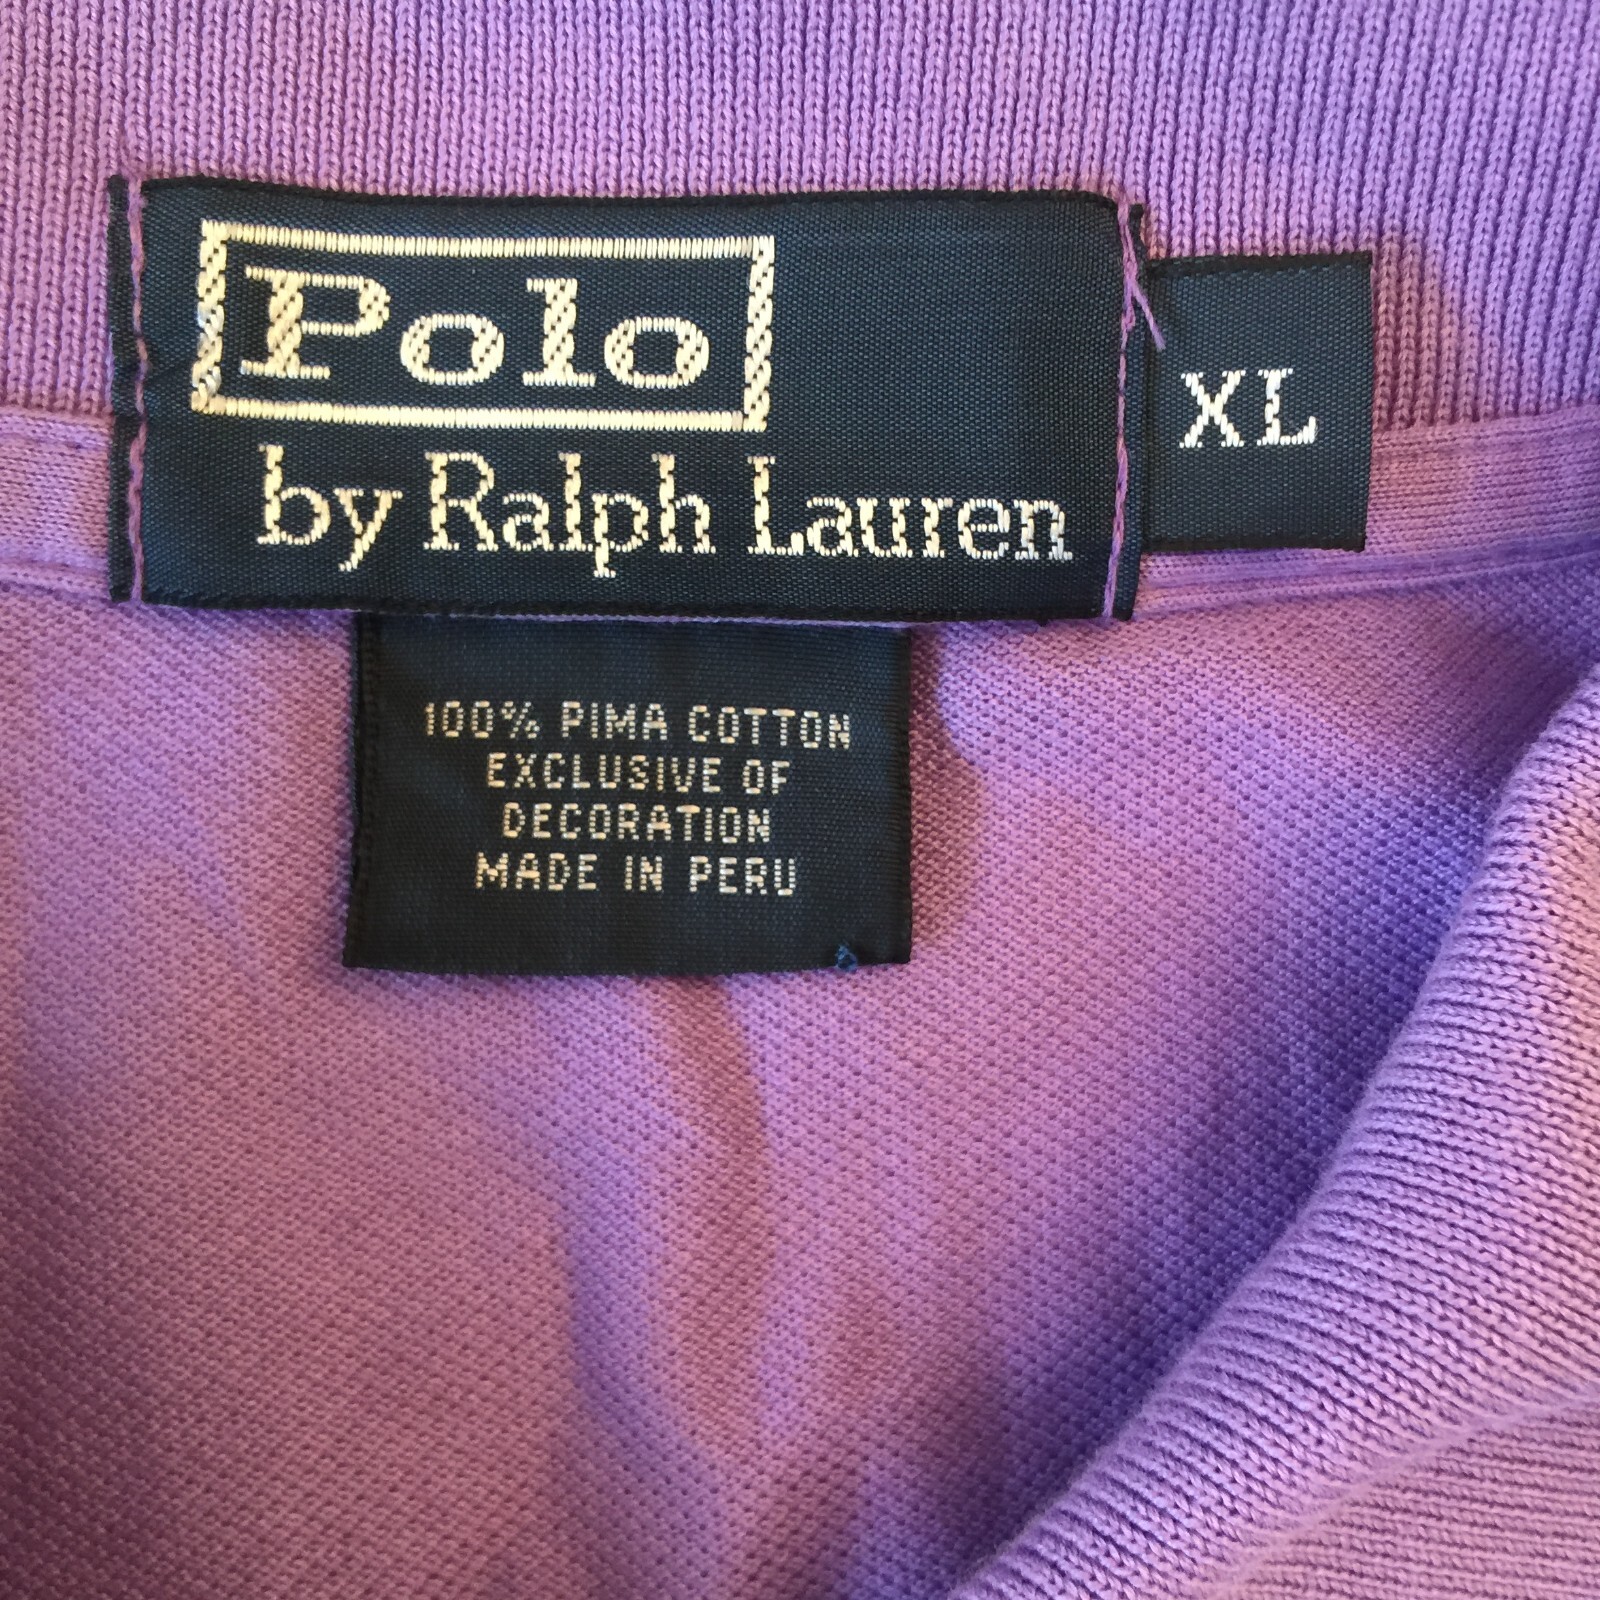 Polo
by Ralph Lauren
XL
100% PIMA COTTON
EXCLUSIVE OF
DECORATION
MADE IN PERU